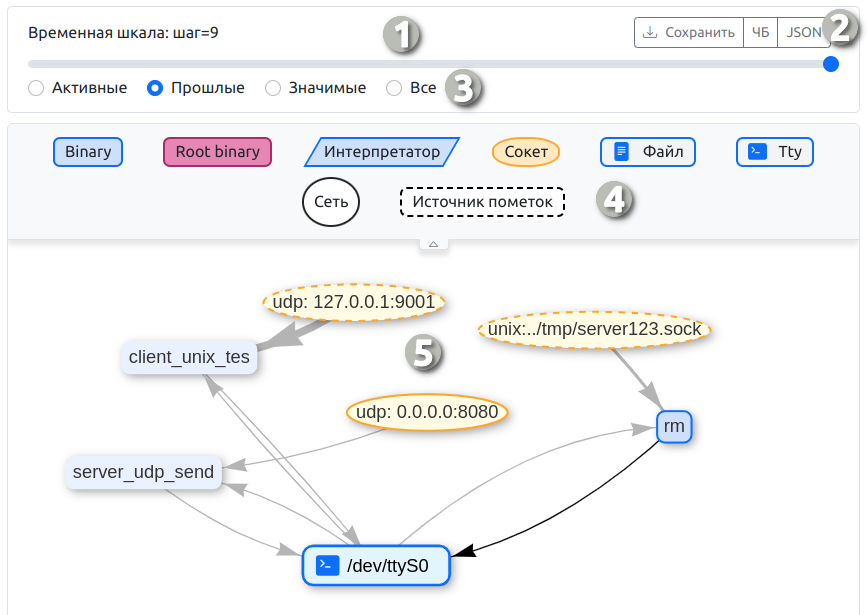 Временная шкала: шаг=9
1
Сохранить ЧБ JSON
2
Активные Прошлые Значимые Все 3
Binary Root binary Интерпретатор Сокет Файл Tty
Сеть Источник пометок 4
udp: 127.0.0.1:9001
unix:../tmp/server123.sock
client_unix_tes
5
udp: 0.0.0.0:8080
rm
server_udp_send
/dev/ttyS0